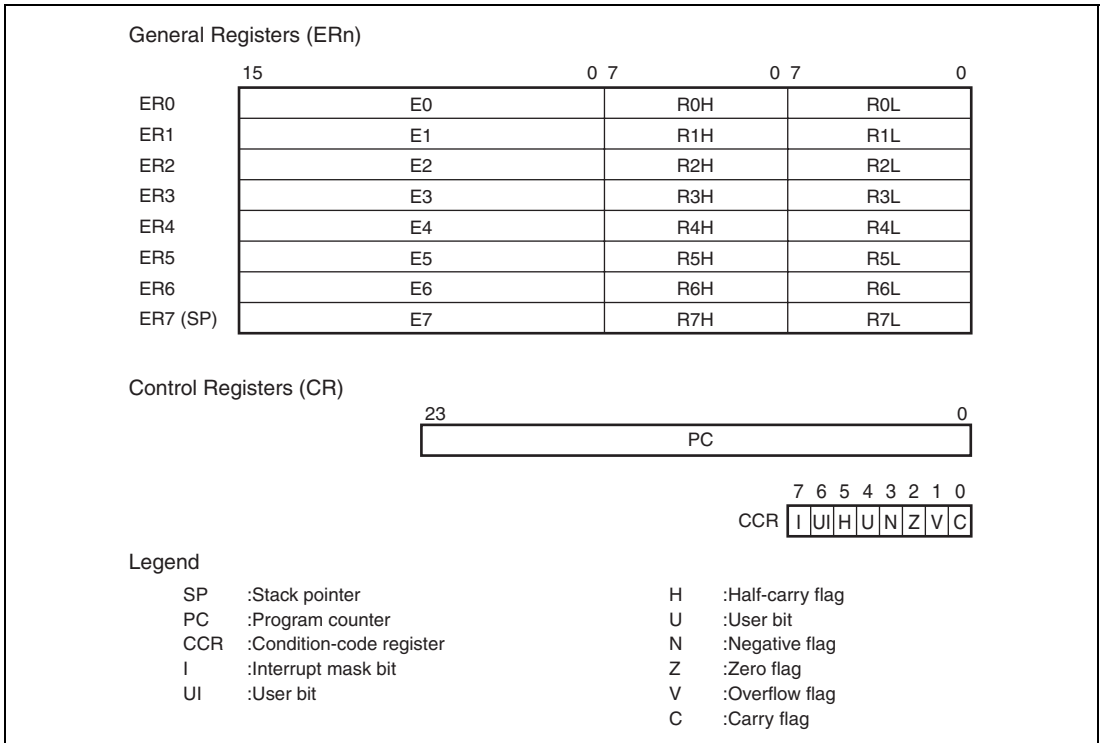 General Registers (ERn)
15 0 7 0 7 0
ER0 E0 R0H R0L
ER1 E1 R1H R1L
ER2 E2 R2H R2L
ER3 E3 R3H R3L
ER4 E4 R4H R4L
ER5 E5 R5H R5L
ER6 E6 R6H R6L
ER7 (SP) E7 R7H R7L
Control Registers (CR)
23 0
PC
7 6 5 4 3 2 1 0
CCR I UI H U N Z V C
Legend
SP :Stack pointer
PC :Program counter
CCR :Condition-code register
I :Interrupt mask bit
UI :User bit
H :Half-carry flag
U :User bit
N :Negative flag
Z :Zero flag
V :Overflow flag
C :Carry flag